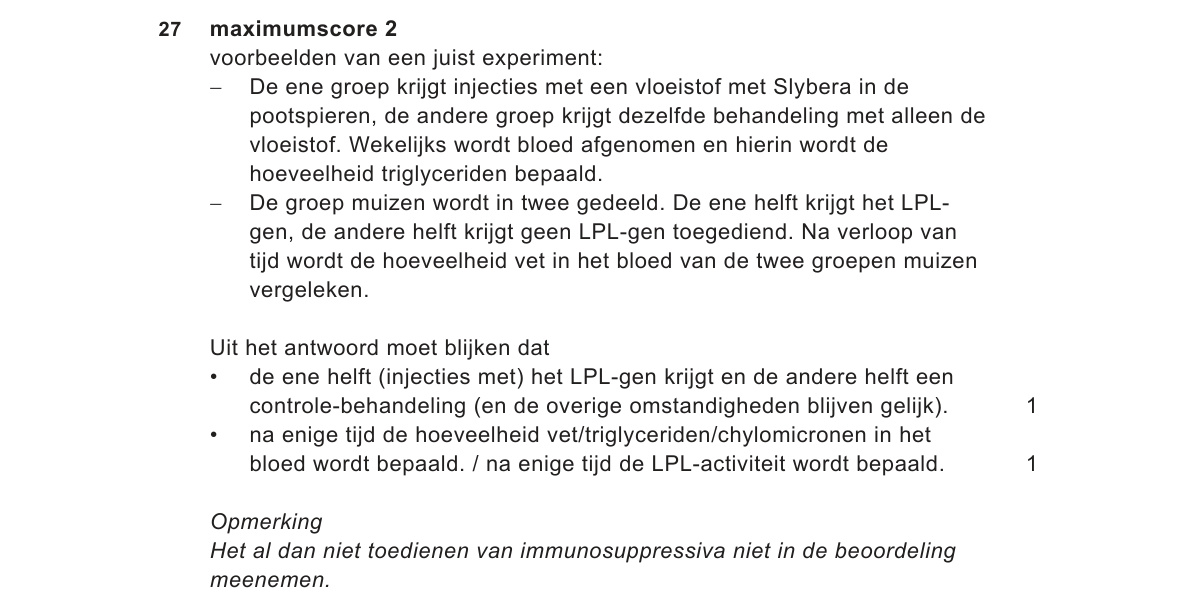 27 maximumscore 2
voorbeelden van een juist experiment:
– De ene groep krijgt injecties met een vloeistof met Slybera in de
pootspieren, de andere groep krijgt dezelfde behandeling met alleen de
vloeistof. Wekelijks wordt bloed afgenomen en hierin wordt de
hoeveelheid triglyceriden bepaald.
– De groep muizen wordt in twee gedeeld. De ene helft krijgt het LPL-
gen, de andere helft krijgt geen LPL-gen toegediend. Na verloop van
tijd wordt de hoeveelheid vet in het bloed van de twee groepen muizen
vergeleken.
Uit het antwoord moet blijken dat
• de ene helft (injecties met) het LPL-gen krijgt en de andere helft een
controle-behandeling (en de overige omstandigheden blijven gelijk). 1
• na enige tijd de hoeveelheid vet/triglyceriden/chylomicronen in het
bloed wordt bepaald. / na enige tijd de LPL-activiteit wordt bepaald. 1
Opmerking
Het al dan niet toedienen van immunosuppressiva niet in de beoordeling
meenemen.